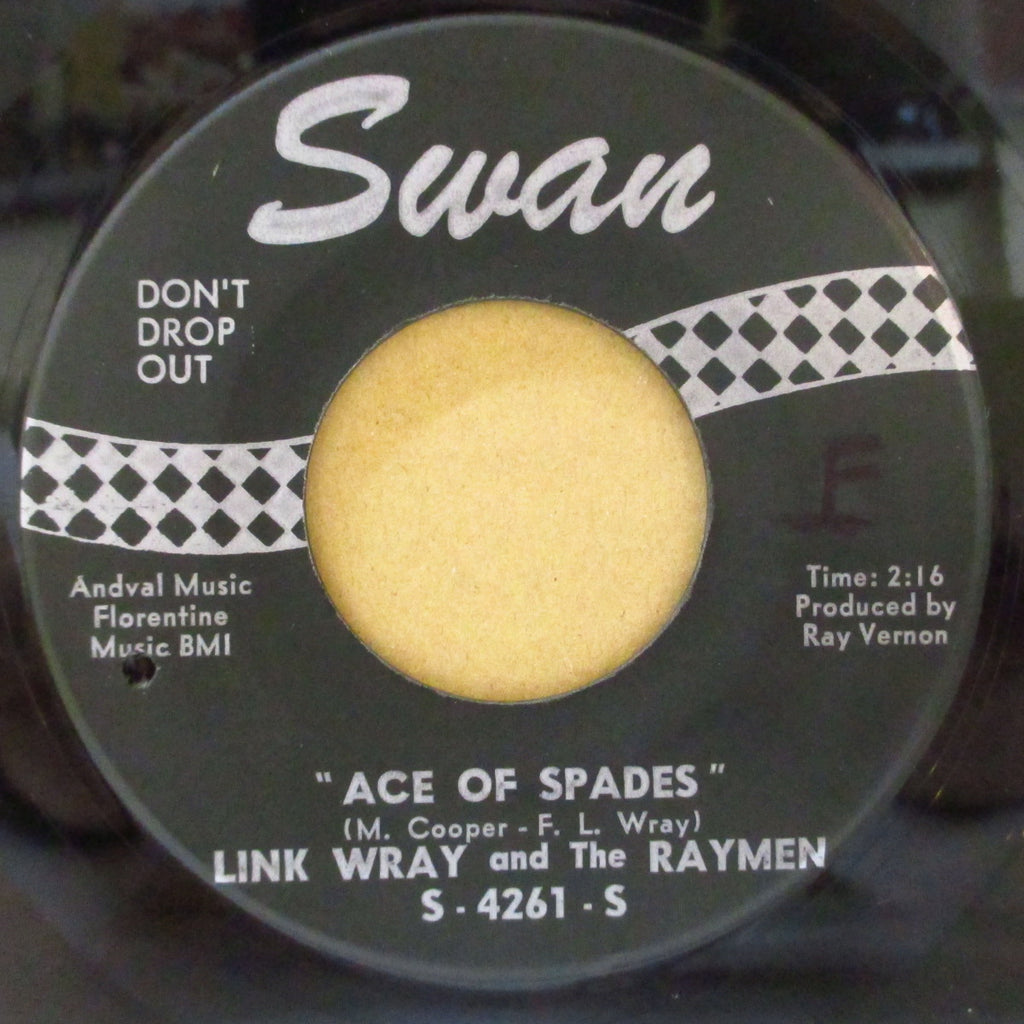 Swan
DON'T
DROP
OUT
F
Andval Music
Florentine
Music BMI
Time: 2:16
Produced by
Ray Vernon
"ACE OF SPADES"
(M. Cooper - F. L. Wray)
LINK WRAY and The RAYMEN
S - 4261 - S